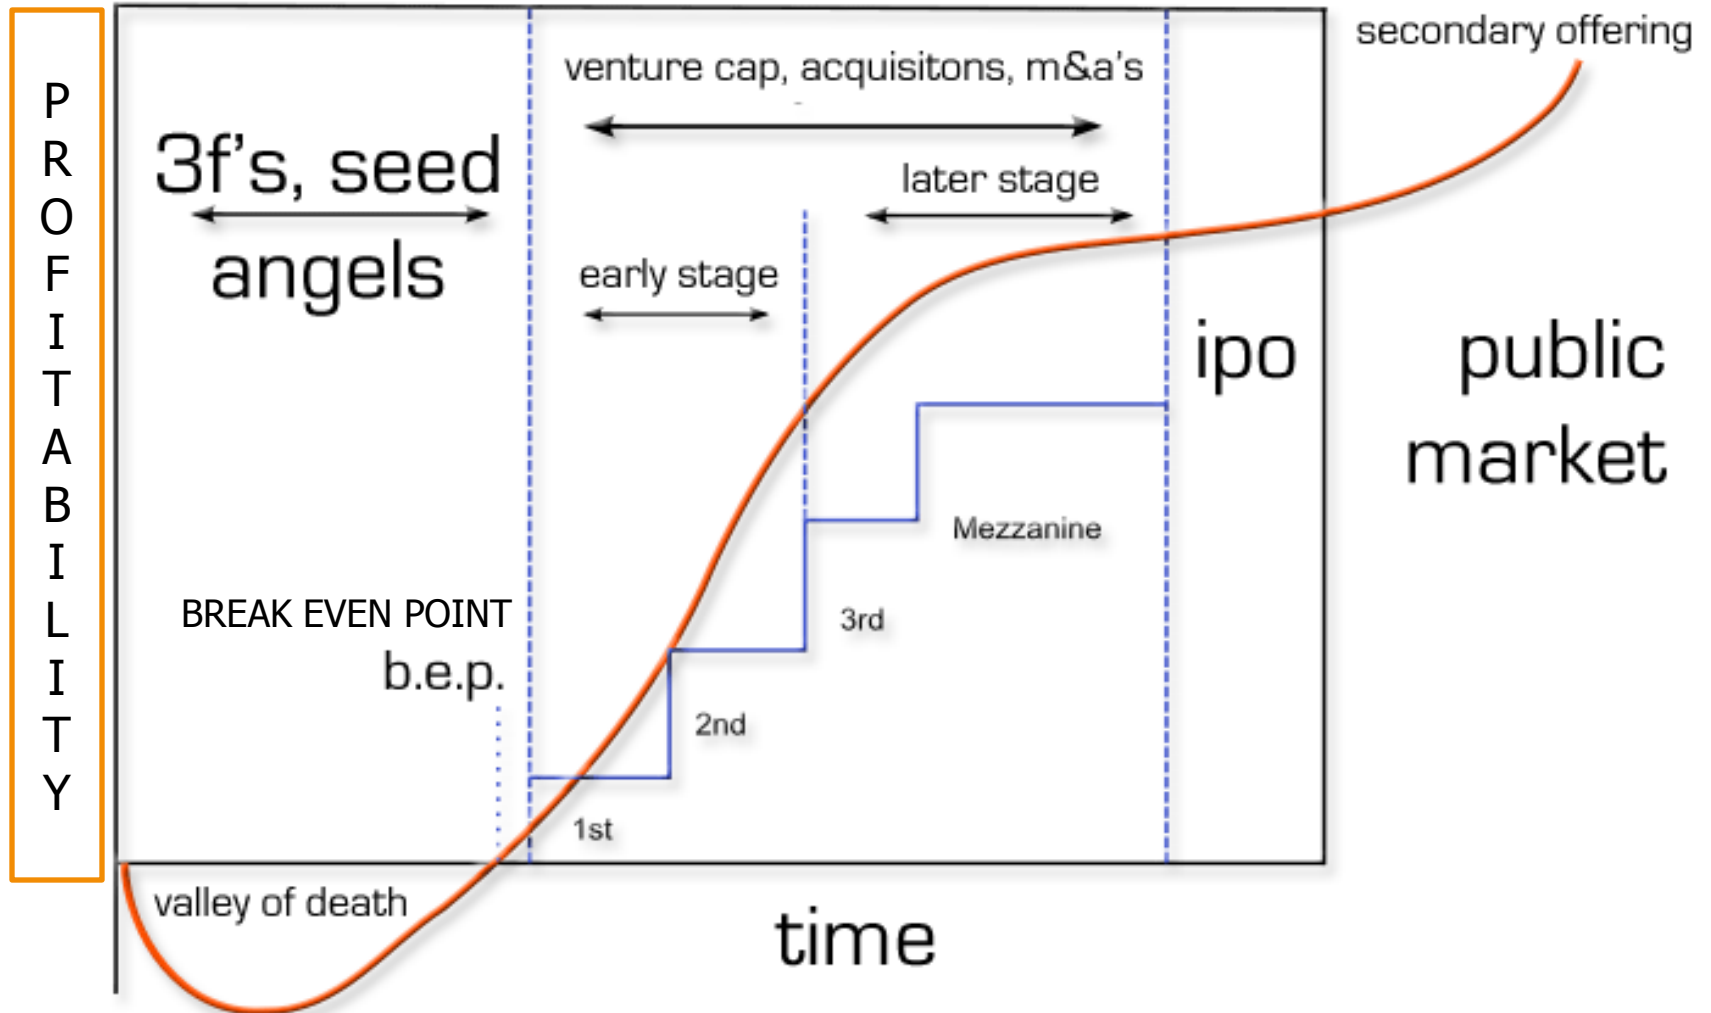 PROFITABILITY
secondary offering
venture cap, acquisitons, m&a's
3f's, seed
angels
later stage
early stage
ipo
public
market
Mezzanine
BREAK EVEN POINT
b.e.p.
3rd
2nd
1st
valley of death
time